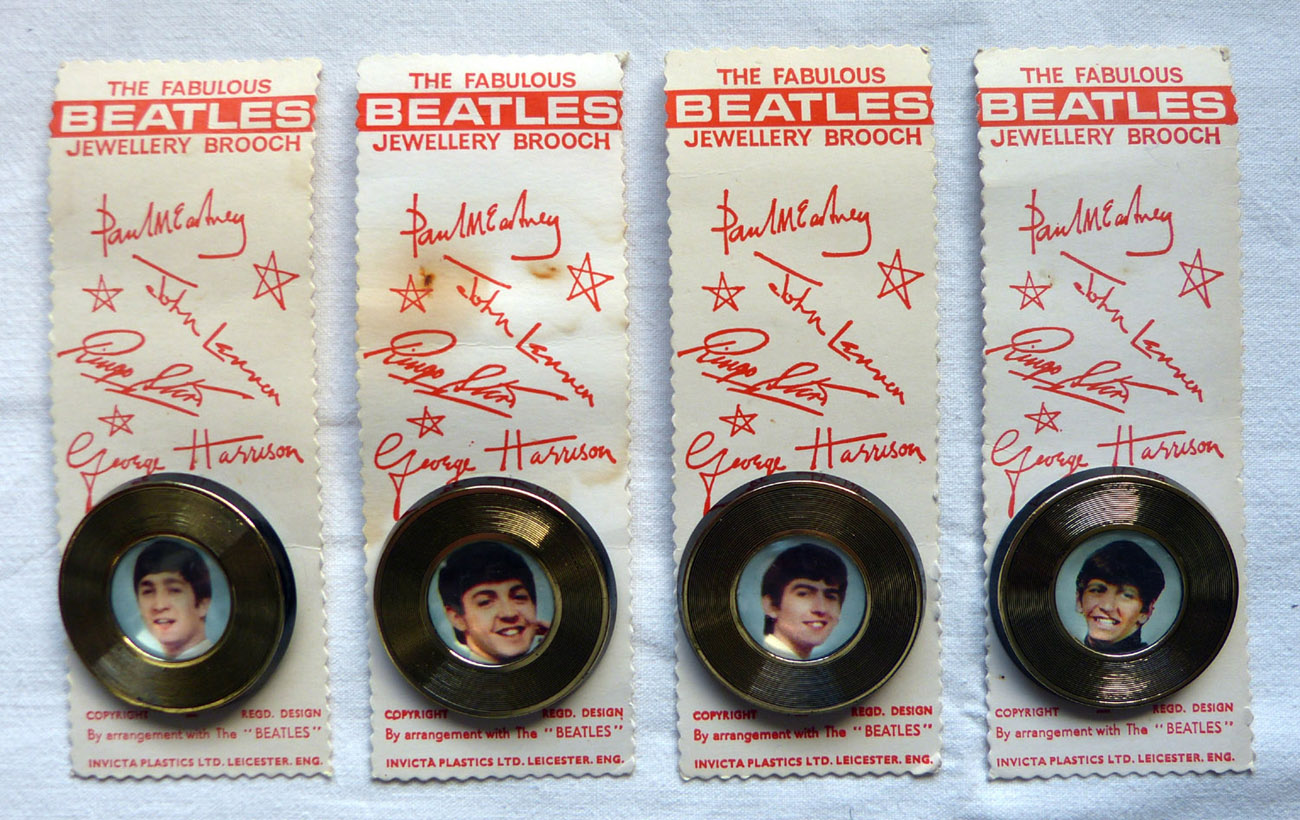 THE FABULOUS
BEATLES
JEWELLERY BROOCH
Paul McCartney
John Lennon
Ringo Starr
George Harrison
COPYRIGHT REGD. DESIGN
By arrangement with The "BEATLES"
INVICTA PLASTICS LTD. LEICESTER. ENG.
THE FABULOUS
BEATLES
JEWELLERY BROOCH
Paul McCartney
John Lennon
Ringo Starr
George Harrison
COPYRIGHT REGD. DESIGN
By arrangement with The "BEATLES"
INVICTA PLASTICS LTD. LEICESTER. ENG.
THE FABULOUS
BEATLES
JEWELLERY BROOCH
Paul McCartney
John Lennon
Ringo Starr
George Harrison
COPYRIGHT REGD. DESIGN
By arrangement with The "BEATLES"
INVICTA PLASTICS LTD. LEICESTER. ENG.
THE FABULOUS
BEATLES
JEWELLERY BROOCH
Paul McCartney
John Lennon
Ringo Starr
George Harrison
COPYRIGHT REGD. DESIGN
By arrangement with The "BEATLES"
INVICTA PLASTICS LTD. LEICESTER. ENG.